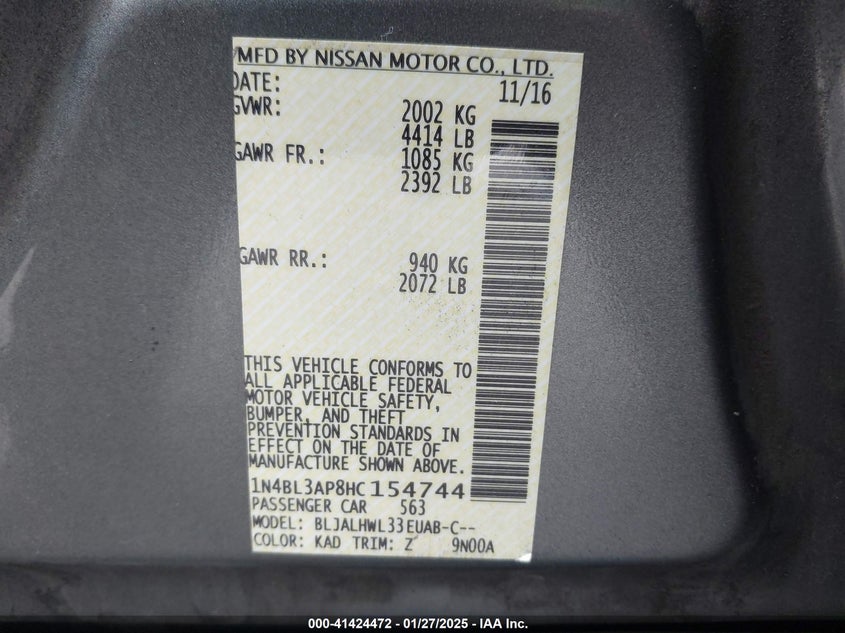 MFD BY NISSAN MOTOR CO., LTD.
DATE: 11/16
GVWR: 2002 KG
4414 LB
GAWR FR.: 1085 KG
2392 LB
GAWR RR.: 940 KG
2072 LB
THIS VEHICLE CONFORMS TO
ALL APPLICABLE FEDERAL
MOTOR VEHICLE SAFETY,
BUMPER, AND THEFT
PREVENTION STANDARDS IN
EFFECT ON THE DATE OF
MANUFACTURE SHOWN ABOVE.
1N4BL3AP8HC154744
PASSENGER CAR 563
MODEL: BLJALHWL33EUAB-C--
COLOR: KAD TRIM: Z 9N00A
000-41424472 - 01/27/2025 - IAA Inc.